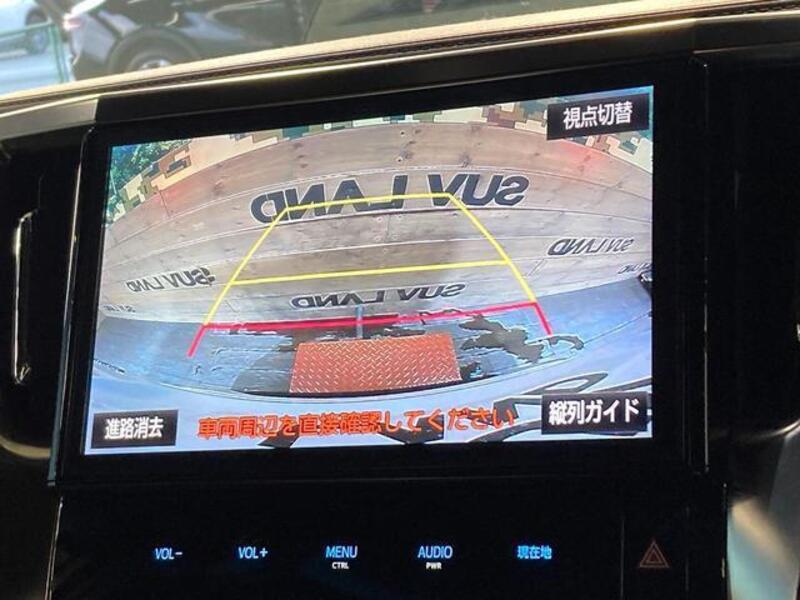 視点切替
SUV LAND
SUV LAND
SUV LAND
SUV LAND
進路消去
車両周辺を直接確認してください
縦列ガイド
VOL-
VOL+
MENU
CTRL
AUDIO
PWR
現在地